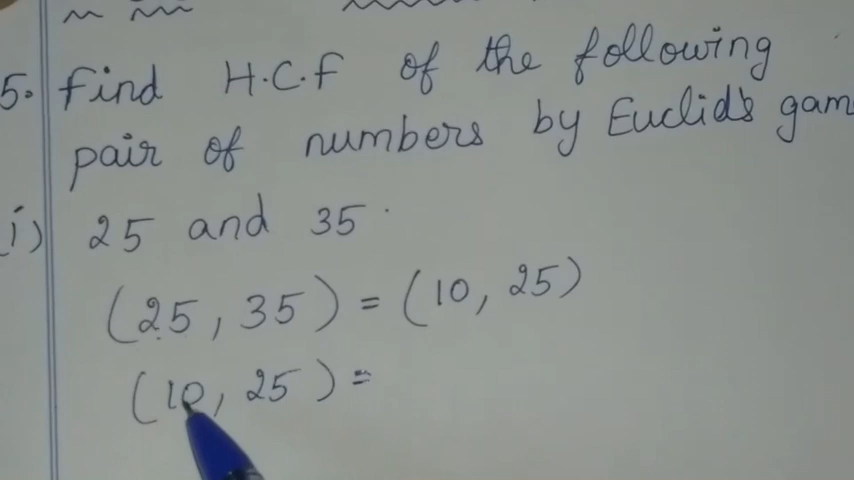 5. Find H.C.F of the following
pair of numbers by Euclid's gam
(i) 25 and 35.
(25, 35) = (10, 25)
(10, 25) =